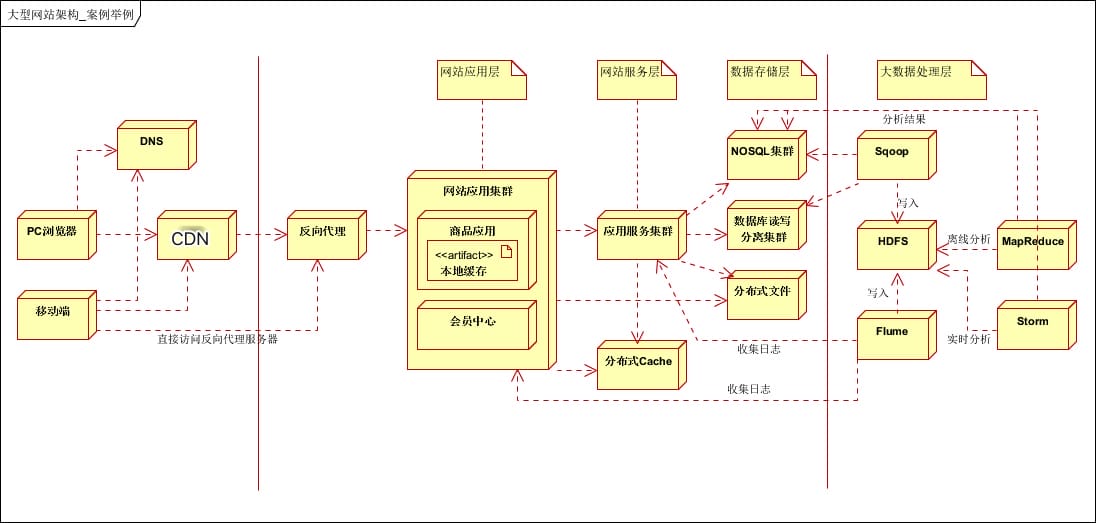 大型网站架构_案例举例
网站应用层
网站服务层
数据存储层
大数据处理层
分析结果
DNS
NOSQL集群
Sqoop
网站应用集群
写入
PC浏览器
CDN
反向代理
商品应用
<<artifact>>
本地缓存
应用服务集群
数据库读写
分离集群
HDFS
离线分析
MapReduce
移动端
直接访问反向代理服务器
会员中心
分布式文件
写入
Flume
Storm
实时分析
收集日志
分布式Cache
收集日志